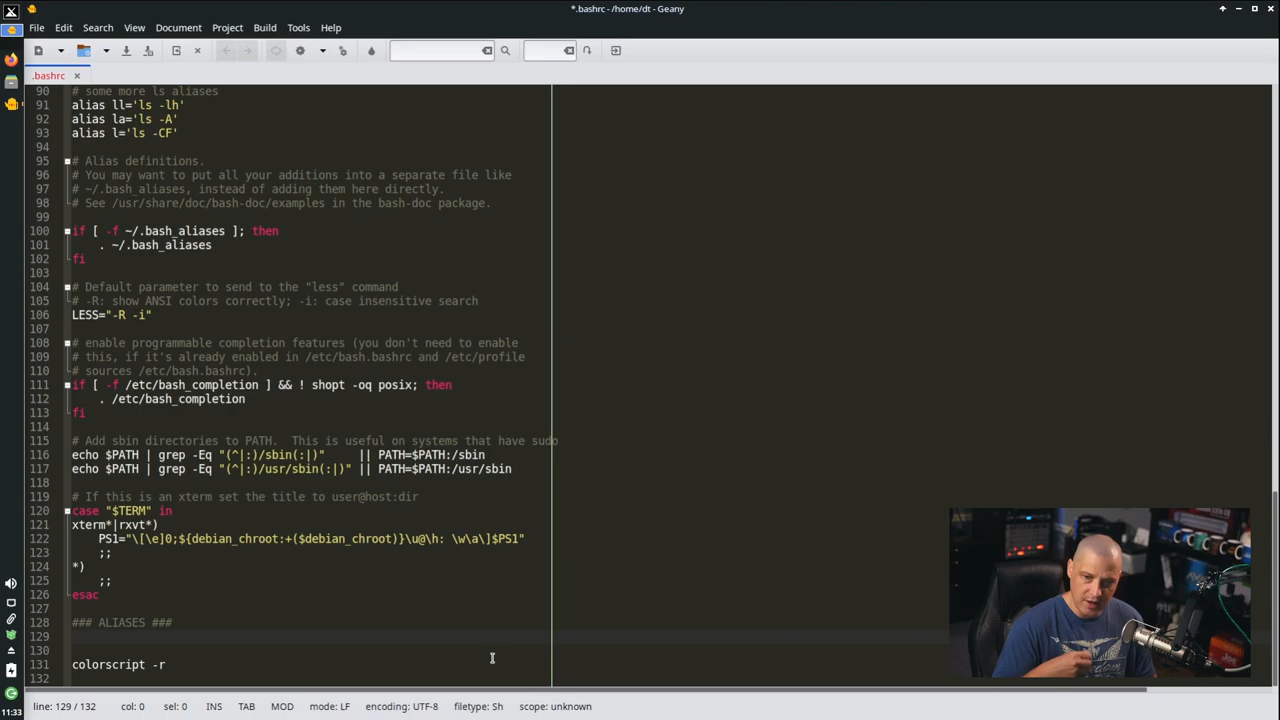 *.bashrc - /home/dt - Geany
File Edit Search View Document Project Build Tools Help
.bashrc
90 # some more ls aliases
91 alias ll='ls -lh'
92 alias la='ls -A'
93 alias l='ls -CF'
94
95 # Alias definitions.
96 # You may want to put all your additions into a separate file like
97 # ~/.bash_aliases, instead of adding them here directly.
98 # See /usr/share/doc/bash-doc/examples in the bash-doc package.
99
100 if [ -f ~/.bash_aliases ]; then
101     . ~/.bash_aliases
102 fi
103
104 # Default parameter to send to the "less" command
105 # -R: show ANSI colors correctly; -i: case insensitive search
106 LESS="-R -i"
107
108 # enable programmable completion features (you don't need to enable
109 # this, if it's already enabled in /etc/bash.bashrc and /etc/profile
110 # sources /etc/bash.bashrc).
111 if [ -f /etc/bash_completion ] && ! shopt -oq posix; then
112     . /etc/bash_completion
113 fi
114
115 # Add sbin directories to PATH.  This is useful on systems that have sudo
116 echo $PATH | grep -Eq "(^|:)/sbin(:|)"     || PATH=$PATH:/sbin
117 echo $PATH | grep -Eq "(^|:)/usr/sbin(:|)" || PATH=$PATH:/usr/sbin
118
119 # If this is an xterm set the title to user@host:dir
120 case "$TERM" in
121 xterm*|rxvt*)
122     PS1="\[\e]0;${debian_chroot:+($debian_chroot)}\u@\h: \w\a\]$PS1"
123     ;;
124 *)
125     ;;
126 esac
127
128 ### ALIASES ###
129
130
131 colorscript -r
132
line: 129 / 132 col: 0 sel: 0 INS TAB MOD mode: LF encoding: UTF-8 filetype: Sh scope: unknown
11:33